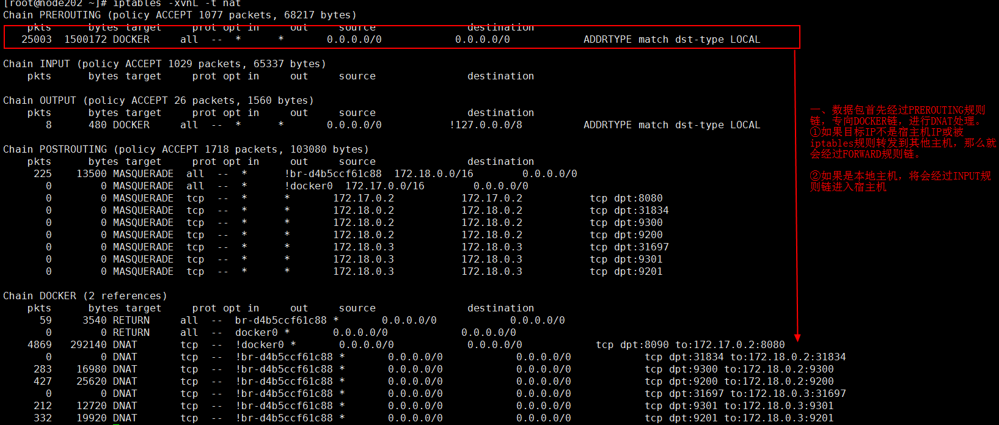 [root@node202 ~]# iptables -xvnL -t nat
Chain PREROUTING (policy ACCEPT 1077 packets, 68217 bytes)
pkts bytes target prot opt in out source destination
25003 1500172 DOCKER all -- * * 0.0.0.0/0 0.0.0.0/0 ADDRTYPE match dst-type LOCAL
Chain INPUT (policy ACCEPT 1029 packets, 65337 bytes)
pkts bytes target prot opt in out source destination
Chain OUTPUT (policy ACCEPT 26 packets, 1560 bytes)
pkts bytes target prot opt in out source destination
8 480 DOCKER all -- * * 0.0.0.0/0 !127.0.0.0/8 ADDRTYPE match dst-type LOCAL
Chain POSTROUTING (policy ACCEPT 1718 packets, 103080 bytes)
pkts bytes target prot opt in out source destination
225 13500 MASQUERADE all -- * !br-d4b5ccf61c88 172.18.0.0/16 0.0.0.0/0
0 0 MASQUERADE all -- * !docker0 172.17.0.0/16 0.0.0.0/0
0 0 MASQUERADE tcp -- * * 172.17.0.2 172.17.0.2 tcp dpt:8080
0 0 MASQUERADE tcp -- * * 172.18.0.2 172.18.0.2 tcp dpt:31834
0 0 MASQUERADE tcp -- * * 172.18.0.2 172.18.0.2 tcp dpt:9300
0 0 MASQUERADE tcp -- * * 172.18.0.2 172.18.0.2 tcp dpt:9200
0 0 MASQUERADE tcp -- * * 172.18.0.3 172.18.0.3 tcp dpt:31697
0 0 MASQUERADE tcp -- * * 172.18.0.3 172.18.0.3 tcp dpt:9301
0 0 MASQUERADE tcp -- * * 172.18.0.3 172.18.0.3 tcp dpt:9201
Chain DOCKER (2 references)
pkts bytes target prot opt in out source destination
59 3540 RETURN all -- br-d4b5ccf61c88 * 0.0.0.0/0 0.0.0.0/0
0 0 RETURN all -- docker0 * 0.0.0.0/0 0.0.0.0/0
4869 292140 DNAT tcp -- !docker0 * 0.0.0.0/0 0.0.0.0/0 tcp dpt:8090 to:172.17.0.2:8080
0 0 DNAT tcp -- !br-d4b5ccf61c88 * 0.0.0.0/0 0.0.0.0/0 tcp dpt:31834 to:172.18.0.2:31834
283 16980 DNAT tcp -- !br-d4b5ccf61c88 * 0.0.0.0/0 0.0.0.0/0 tcp dpt:9300 to:172.18.0.2:9300
427 25620 DNAT tcp -- !br-d4b5ccf61c88 * 0.0.0.0/0 0.0.0.0/0 tcp dpt:9200 to:172.18.0.2:9200
0 0 DNAT tcp -- !br-d4b5ccf61c88 * 0.0.0.0/0 0.0.0.0/0 tcp dpt:31697 to:172.18.0.3:31697
212 12720 DNAT tcp -- !br-d4b5ccf61c88 * 0.0.0.0/0 0.0.0.0/0 tcp dpt:9301 to:172.18.0.3:9301
332 19920 DNAT tcp -- !br-d4b5ccf61c88 * 0.0.0.0/0 0.0.0.0/0 tcp dpt:9201 to:172.18.0.3:9201
一、数据包首先经过PREROUTING规则
链，专向DOCKER链，进行DNAT处理。
①如果目标IP不是宿主机IP或被
iptables规则转发到其他主机，那么就
会经过FORWARD规则链。
②如果是本地主机，将会经过INPUT规
则链进入宿主机